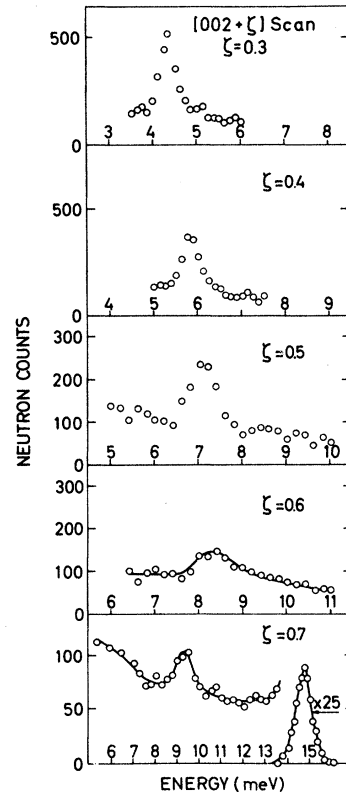 [002+ζ] Scan
ζ=0.3
500
0
3 4 5 6 7 8
ζ=0.4
500
0
4 5 6 7 8 9
ζ=0.5
300
200
100
0
5 6 7 8 9 10
ζ=0.6
300
200
100
0
6 7 8 9 10 11
ζ=0.7
100
50
0
×25
6 7 8 9 10 11 12 13 15
NEUTRON COUNTS
ENERGY (meV)